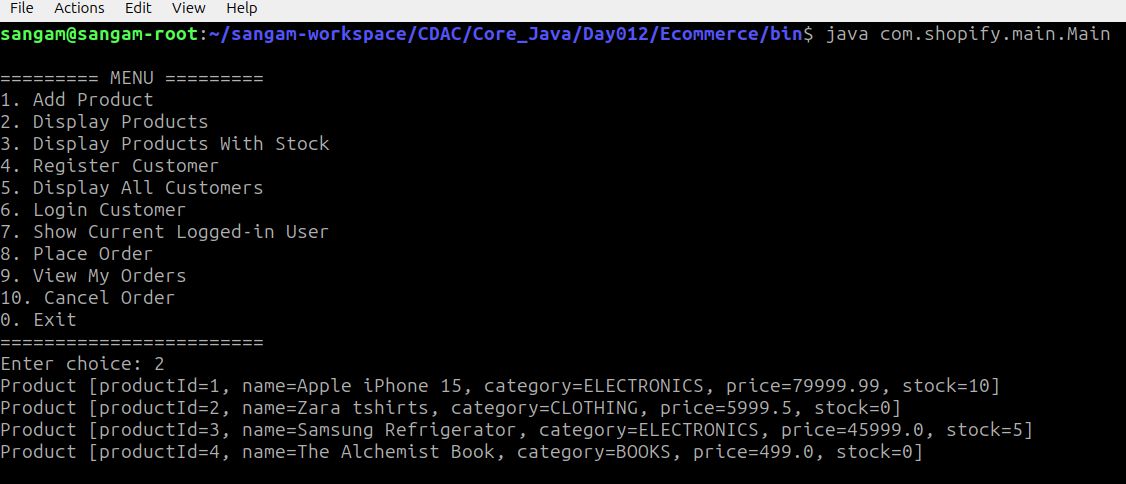 File Actions Edit View Help
sangam@sangam-root:~/sangam-workspace/CDAC/Core_Java/Day012/Ecommerce/bin$ java com.shopify.main.Main
========= MENU =========
1. Add Product
2. Display Products
3. Display Products With Stock
4. Register Customer
5. Display All Customers
6. Login Customer
7. Show Current Logged-in User
8. Place Order
9. View My Orders
10. Cancel Order
0. Exit
========================
Enter choice: 2
Product [productId=1, name=Apple iPhone 15, category=ELECTRONICS, price=79999.99, stock=10]
Product [productId=2, name=Zara tshirts, category=CLOTHING, price=5999.5, stock=0]
Product [productId=3, name=Samsung Refrigerator, category=ELECTRONICS, price=45999.0, stock=5]
Product [productId=4, name=The Alchemist Book, category=BOOKS, price=499.0, stock=0]